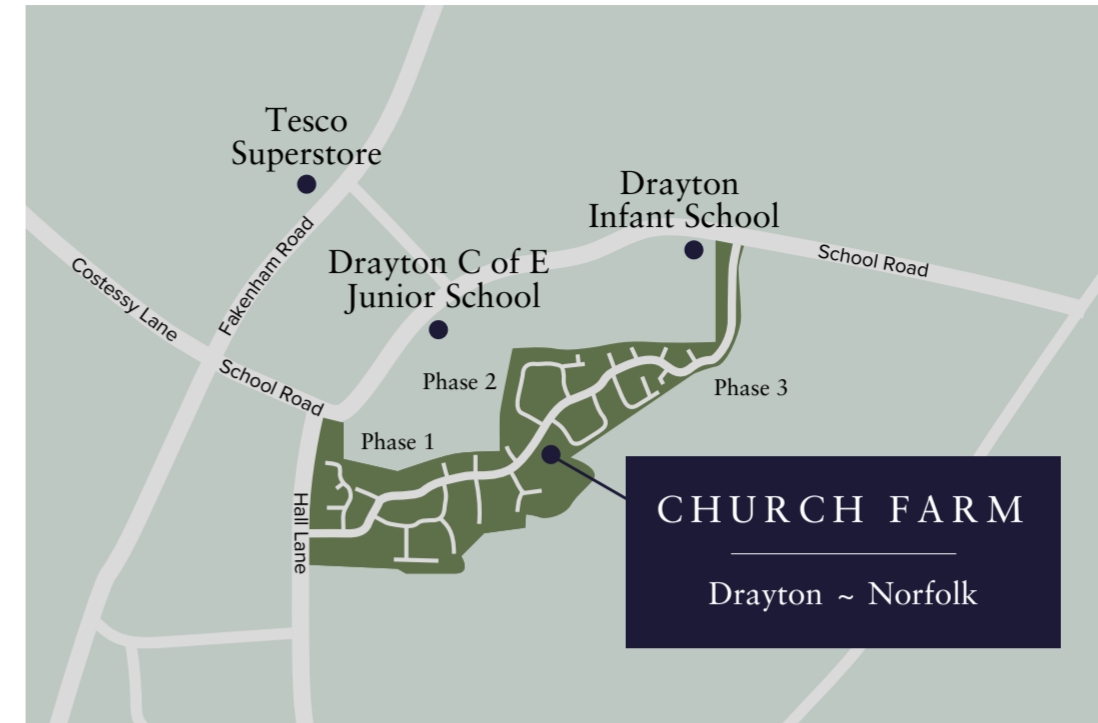 Tesco
Superstore
Drayton
Infant School
Fakenham Road
School Road
Costessy Lane
Drayton C of E
Junior School
School Road
Phase 2
Phase 3
Phase 1
Hall Lane
CHURCH FARM
Drayton ~ Norfolk